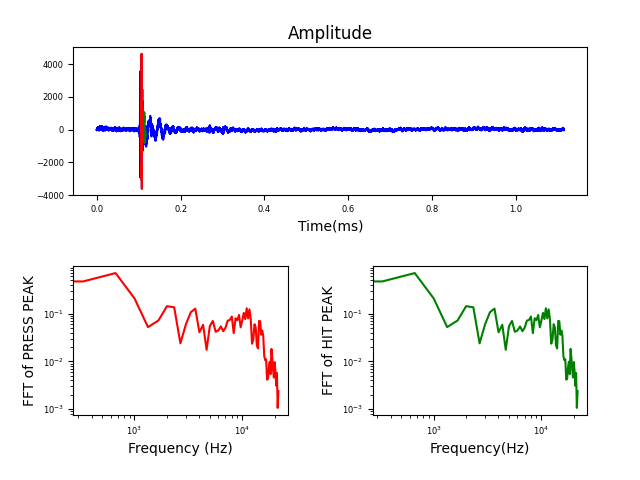 Amplitude
4000
2000
0
−2000
−4000
0.0 0.2 0.4 0.6 0.8 1.0
Time(ms)
FFT of PRESS PEAK
10⁻¹
10⁻²
10⁻³
10³ 10⁴
Frequency (Hz)
FFT of HIT PEAK
10⁻¹
10⁻²
10⁻³
10³ 10⁴
Frequency(Hz)